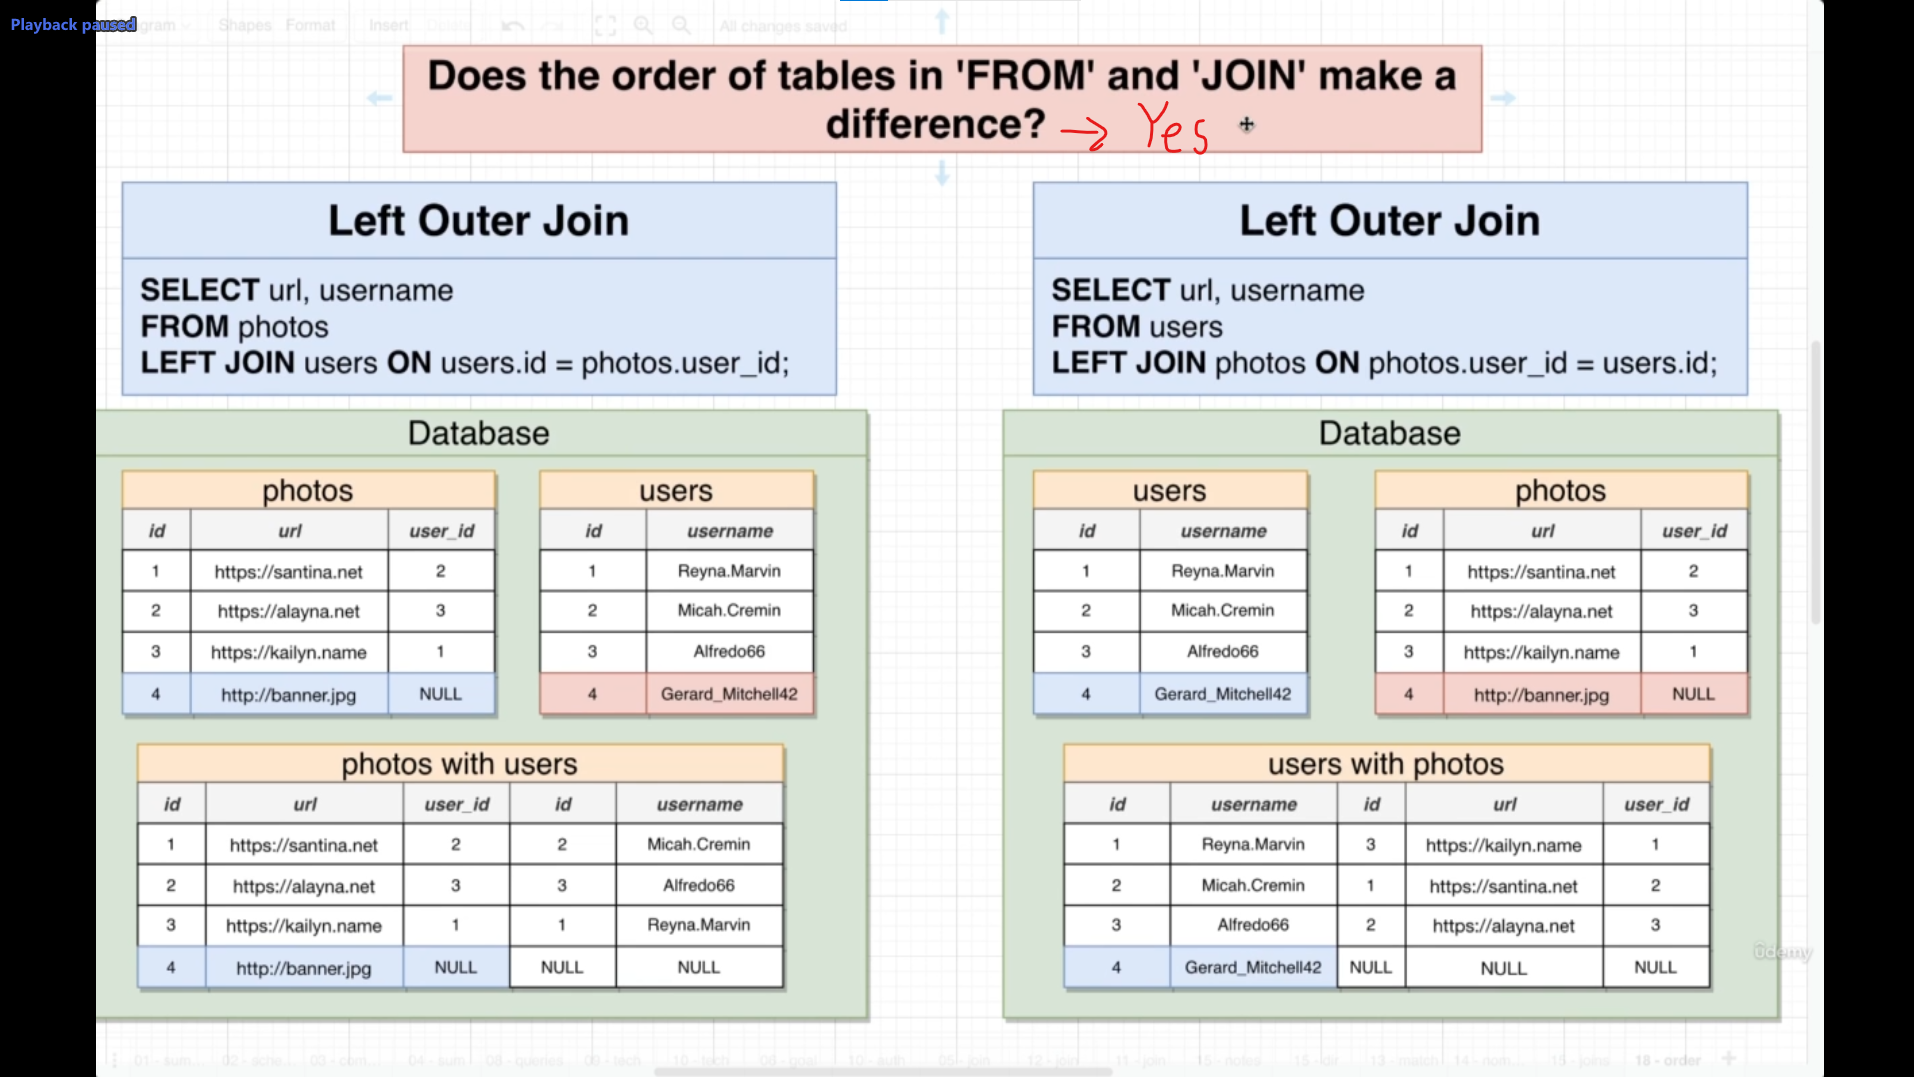 Playback paused
Shapes
Format
Insert
All changes saved
Does the order of tables in 'FROM' and 'JOIN' make a
difference? → Yes
Left Outer Join
SELECT url, username
FROM photos
LEFT JOIN users ON users.id = photos.user_id;
Database
photos
id url user_id
1 https://santina.net 2
2 https://alayna.net 3
3 https://kailyn.name 1
4 http://banner.jpg NULL
users
id username
1 Reyna.Marvin
2 Micah.Cremin
3 Alfredo66
4 Gerard_Mitchell42
photos with users
id url user_id id username
1 https://santina.net 2 2 Micah.Cremin
2 https://alayna.net 3 3 Alfredo66
3 https://kailyn.name 1 1 Reyna.Marvin
4 http://banner.jpg NULL NULL NULL
Left Outer Join
SELECT url, username
FROM users
LEFT JOIN photos ON photos.user_id = users.id;
Database
users
id username
1 Reyna.Marvin
2 Micah.Cremin
3 Alfredo66
4 Gerard_Mitchell42
photos
id url user_id
1 https://santina.net 2
2 https://alayna.net 3
3 https://kailyn.name 1
4 http://banner.jpg NULL
users with photos
id username id url user_id
1 Reyna.Marvin 3 https://kailyn.name 1
2 Micah.Cremin 1 https://santina.net 2
3 Alfredo66 2 https://alayna.net 3
4 Gerard_Mitchell42 NULL NULL NULL
ûdemy
18 - order